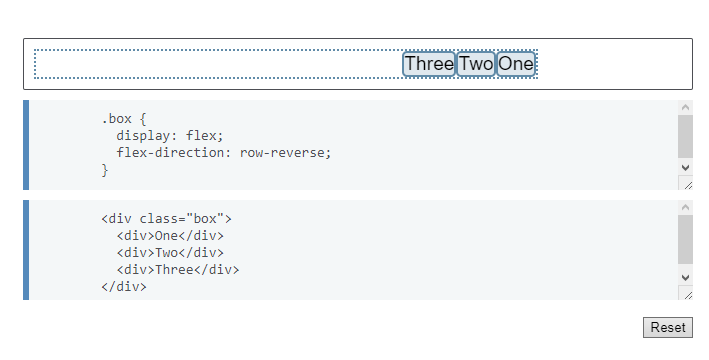 Three Two One
.box {
  display: flex;
  flex-direction: row-reverse;
}
<div class="box">
  <div>One</div>
  <div>Two</div>
  <div>Three</div>
</div>
Reset